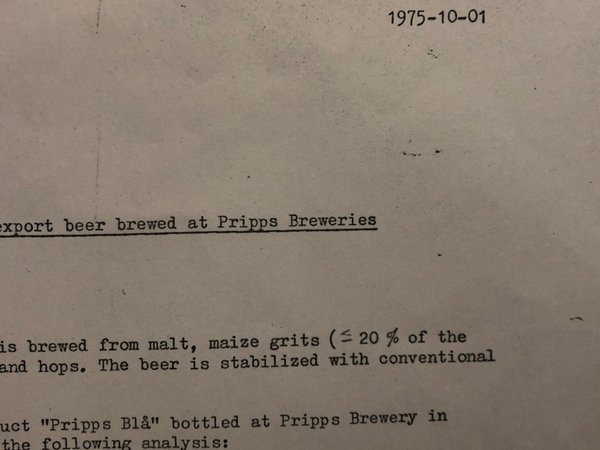 1975-10-01
export beer brewed at Pripps Breweries
is brewed from malt, maize grits (≤ 20 % of the
and hops. The beer is stabilized with conventional
uct "Pripps Blå" bottled at Pripps Brewery in
the following analysis: